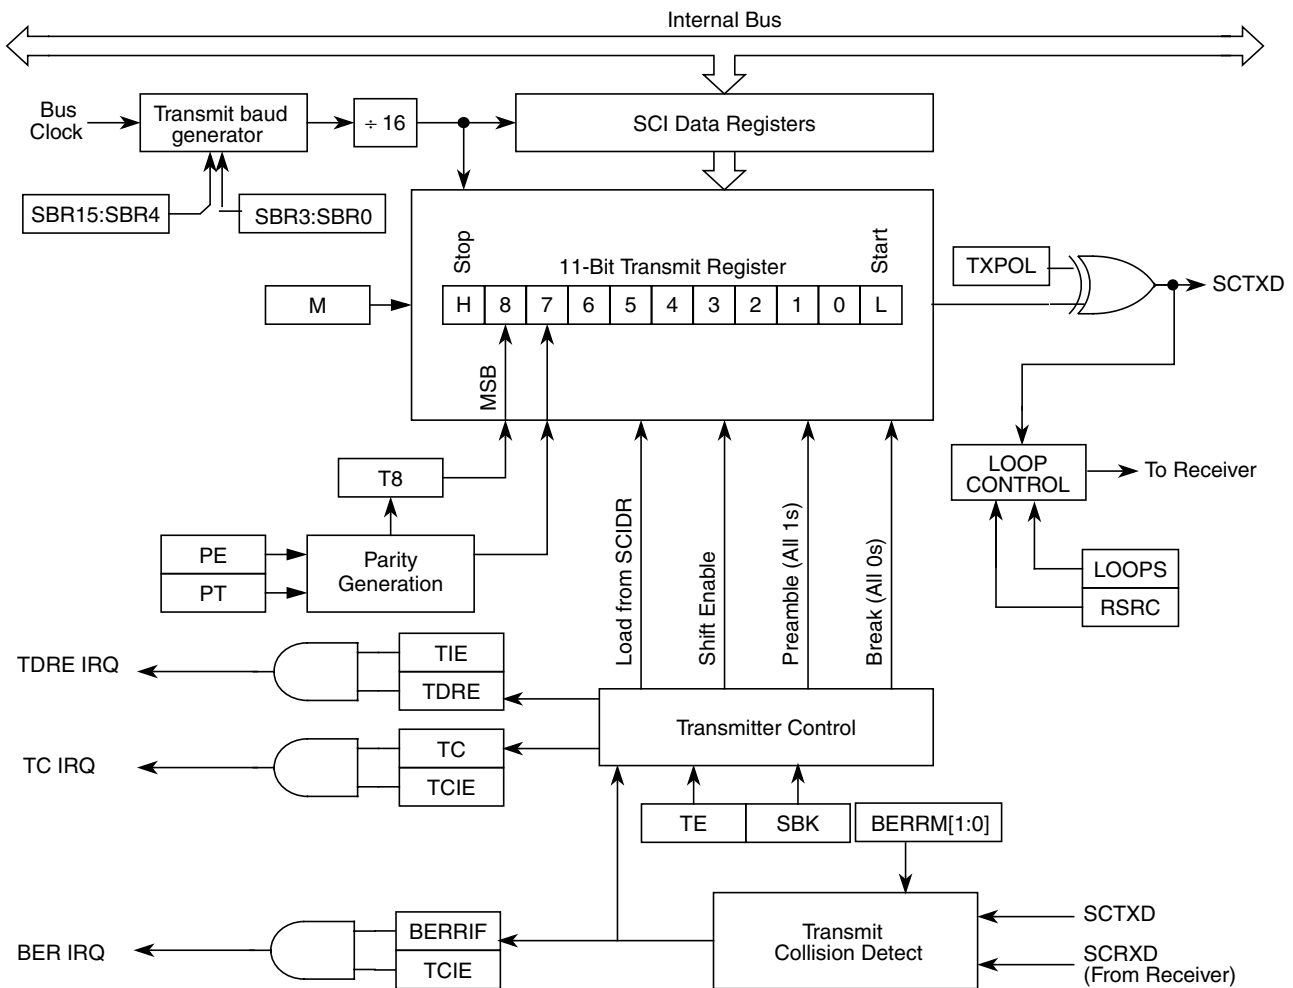 Internal Bus
Bus
Clock
Transmit baud
generator
÷ 16
SCI Data Registers
SBR15:SBR4
SBR3:SBR0
Stop
11-Bit Transmit Register
Start
H 8 7 6 5 4 3 2 1 0 L
M
MSB
TXPOL
SCTXD
T8
LOOP
CONTROL
To Receiver
PE
PT
Parity
Generation
Load from SCIDR
Shift Enable
Preamble (All 1s)
Break (All 0s)
LOOPS
RSRC
TDRE IRQ
TIE
TDRE
TC IRQ
TC
TCIE
Transmitter Control
TE
SBK
BERRM[1:0]
BER IRQ
BERRIF
TCIE
Transmit
Collision Detect
SCTXD
SCRXD
(From Receiver)